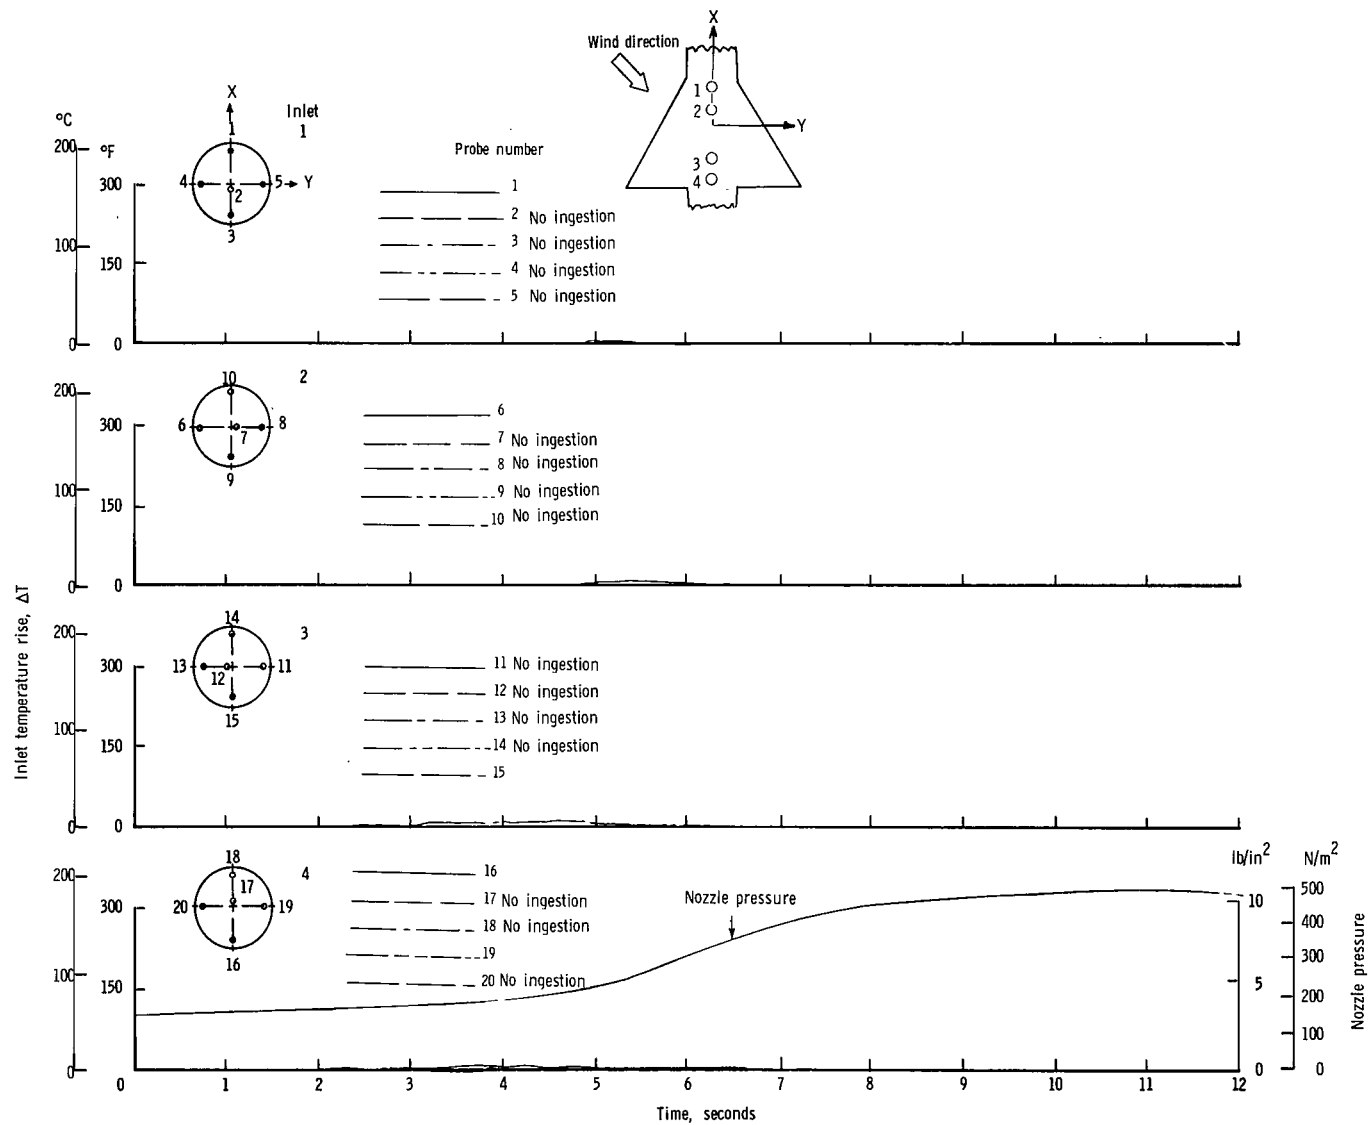 X
Wind direction
1
2
Y
3
4
X
Inlet
1
°C
°F
200
100
0
300
150
0
1
4
5
Y
2
3
Probe number
1
2 No ingestion
3 No ingestion
4 No ingestion
5 No ingestion
10
2
200
100
0
300
150
0
6
8
7
9
6
7 No ingestion
8 No ingestion
9 No ingestion
10 No ingestion
Inlet temperature rise, ΔT
14
3
200
100
0
300
150
0
13
11
12
15
11 No ingestion
12 No ingestion
13 No ingestion
14 No ingestion
15
18
4
200
100
0
300
150
17
20
19
16
16
17 No ingestion
18 No ingestion
19
20 No ingestion
Nozzle pressure
lb/in2
N/m2
10
5
0
500
400
300
200
100
0
Nozzle pressure
0 1 2 3 4 5 6 7 8 9 10 11 12
Time, seconds